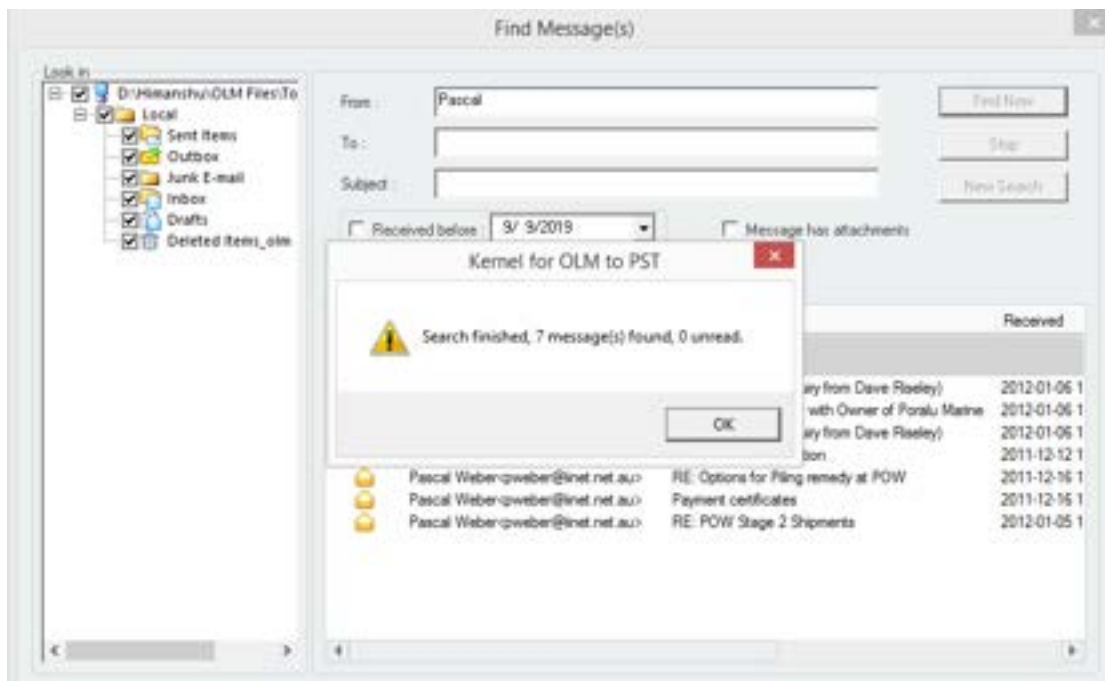 Find Message(s)
Look in
D:\Himanshu\OLM Files\To
Local
Sent Items
Outbox
Junk E-mail
Inbox
Drafts
Deleted Items_olm
From :
Pascal
To :
Subject :
Find Now
Stop
New Search
Received before
9/ 9/2019
Message has attachments
Kernel for OLM to PST
Search finished, 7 message(s) found, 0 unread.
OK
Received
ary from Dave Riseley) 2012-01-06 1
with Owner of Poralu Marine 2012-01-06 1
ary from Dave Riseley) 2012-01-06 1
tion 2011-12-12 1
Pascal Weber<pweber@iinet.net.au> RE: Options for Piling remedy at POW 2011-12-16 1
Pascal Weber<pweber@iinet.net.au> Payment certificates 2011-12-16 1
Pascal Weber<pweber@iinet.net.au> RE: POW Stage 2 Shipments 2012-01-05 1